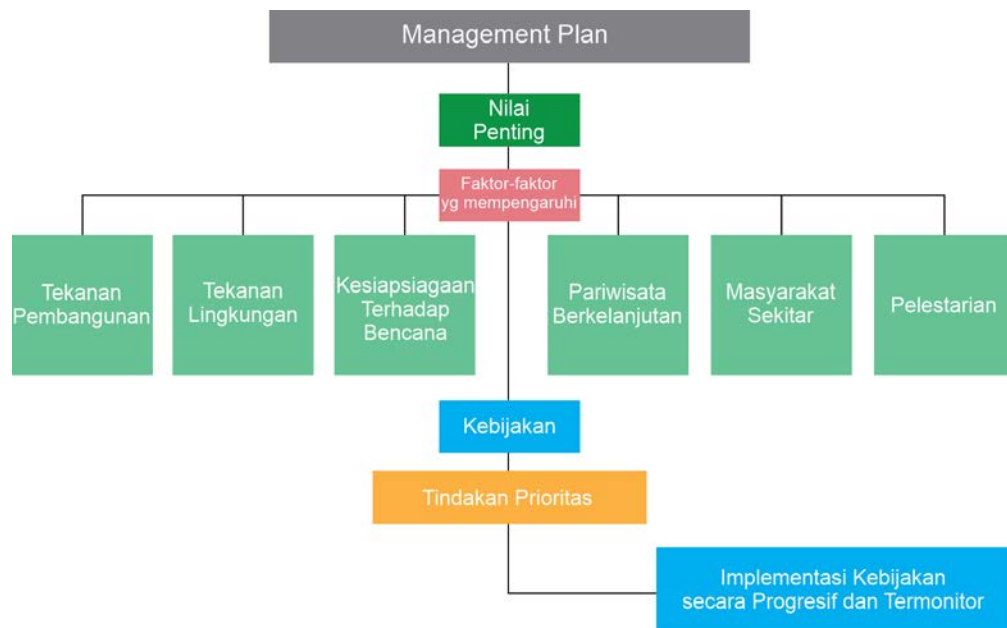 Management Plan
Nilai
Penting
Faktor-faktor
yg mempengaruhi
Tekanan
Pembangunan
Tekanan
Lingkungan
Kesiapsiagaan
Terhadap
Bencana
Pariwisata
Berkelanjutan
Masyarakat
Sekitar
Pelestarian
Kebijakan
Tindakan Prioritas
Implementasi Kebijakan
secara Progresif dan Termonitor